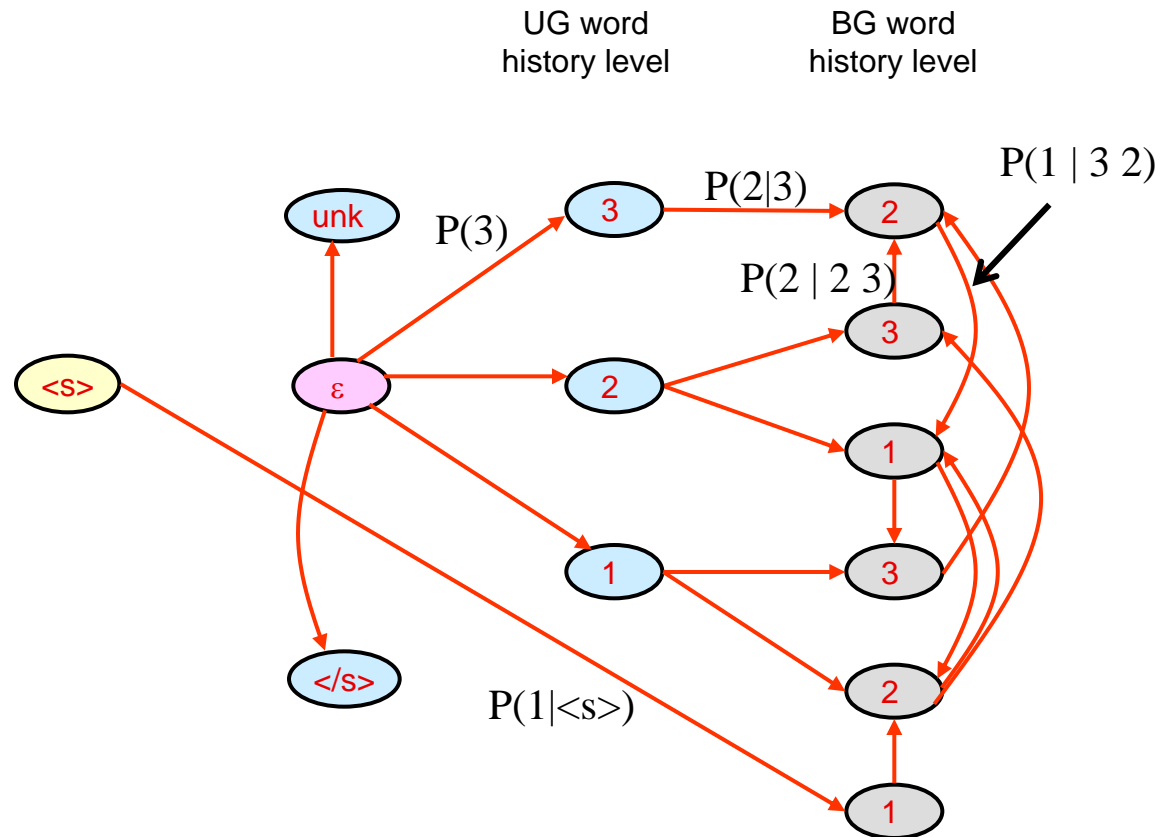 UG word
history level
BG word
history level
P(1 | 3 2)
unk
3
P(2|3)
2
P(3)
P(2 | 2 3)
3
<s>
ε
2
1
1
3
</s>
2
P(1|<s>)
1